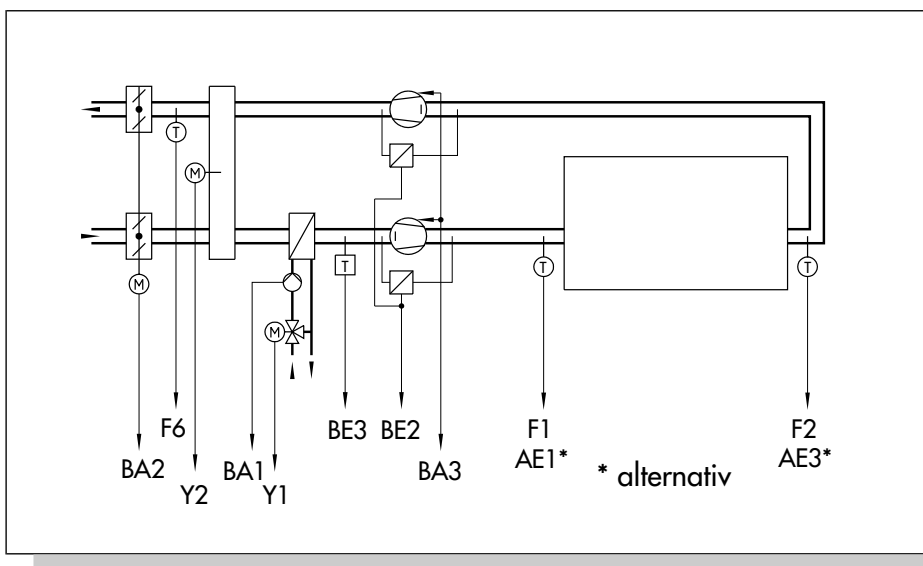 T
M
M
T
T
T
M
F6
BE3
BE2
F1
F2
BA2
BA1
BA3
AE1*
AE3*
Y2
Y1
* alternativ